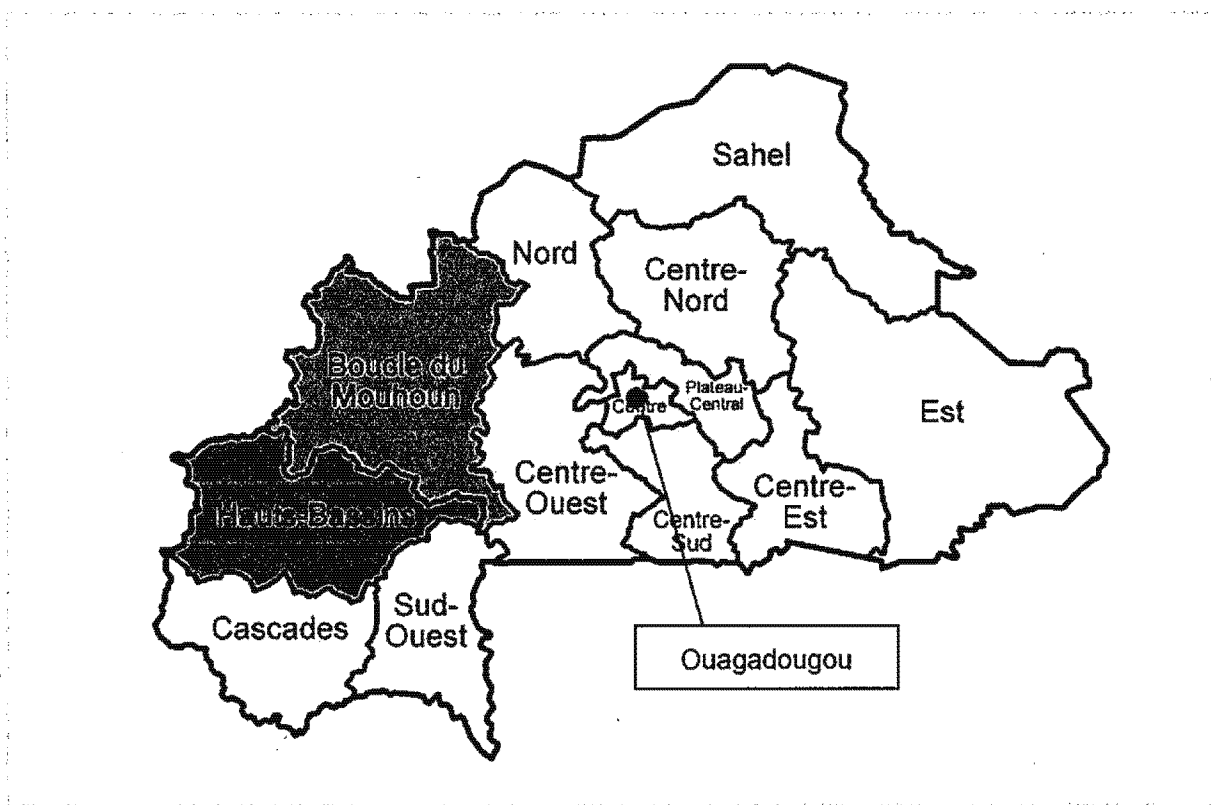 Sahel
Nord
Centre-
Nord
Boucle du
Mouhoun
Centre
Plateau-
Central
Est
Centre-
Ouest
Centre-
Est
Hauts-Bassins
Centre-
Sud
Cascades
Sud-
Ouest
Ouagadougou